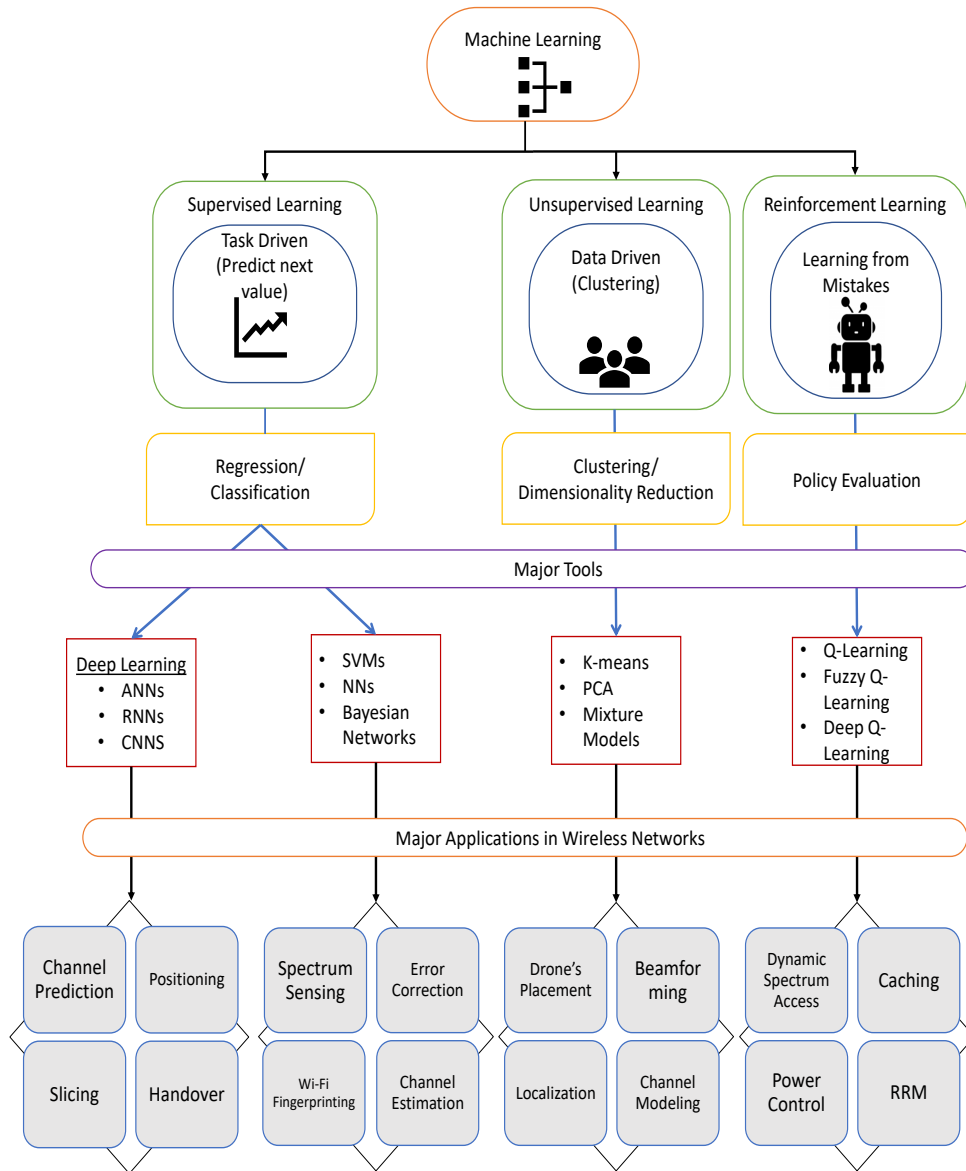 Machine Learning
Supervised Learning
Task Driven
(Predict next
value)
Unsupervised Learning
Data Driven
(Clustering)
Reinforcement Learning
Learning from
Mistakes
Regression/
Classification
Clustering/
Dimensionality Reduction
Policy Evaluation
Major Tools
Deep Learning
• ANNs
• RNNs
• CNNS
• SVMs
• NNs
• Bayesian
Networks
• K-means
• PCA
• Mixture
Models
• Q-Learning
• Fuzzy Q-
Learning
• Deep Q-
Learning
Major Applications in Wireless Networks
Channel
Prediction
Positioning
Slicing
Handover
Spectrum
Sensing
Error
Correction
Wi-Fi
Fingerprinting
Channel
Estimation
Drone's
Placement
Beamfor
ming
Localization
Channel
Modeling
Dynamic
Spectrum
Access
Caching
Power
Control
RRM